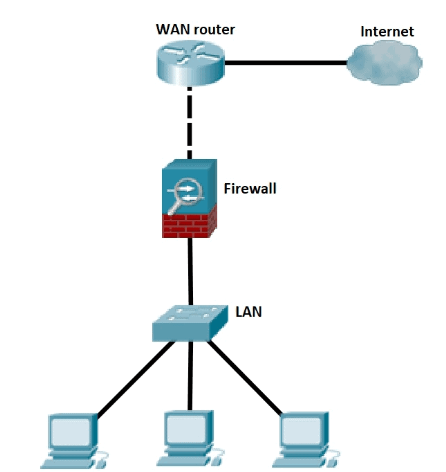 WAN router
Internet
Firewall
LAN